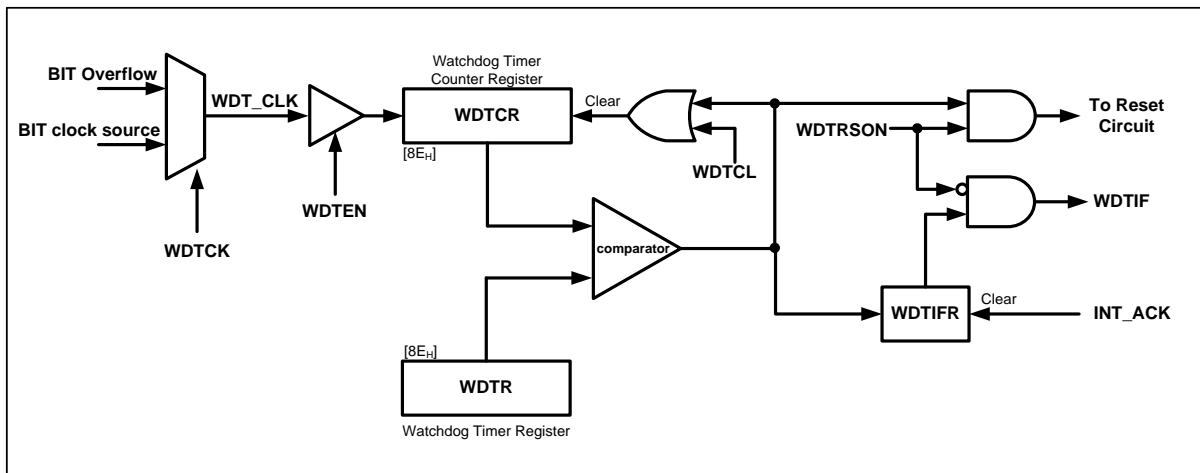 BIT Overflow
BIT clock source
WDT_CLK
WDTCK
WDTEN
Watchdog Timer
Counter Register
WDTCR
[8EH]
Clear
WDTCL
WDTRSON
To Reset
Circuit
WDTIF
comparator
WDTIFR
Clear
INT_ACK
[8EH]
WDTR
Watchdog Timer Register